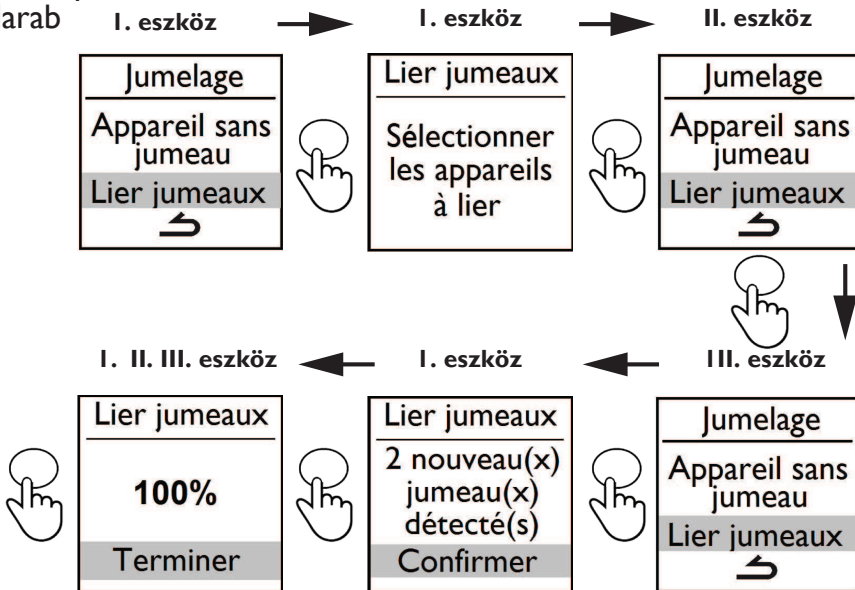 larab
I. eszköz
I. eszköz
II. eszköz
Jumelage
Appareil sans
jumeau
Lier jumeaux
Lier jumeaux
Sélectionner
les appareils
à lier
Jumelage
Appareil sans
jumeau
Lier jumeaux
I. II. III. eszköz
I. eszköz
III. eszköz
Lier jumeaux
100%
Terminer
Lier jumeaux
2 nouveau(x)
jumeau(x)
détecté(s)
Confirmer
Jumelage
Appareil sans
jumeau
Lier jumeaux